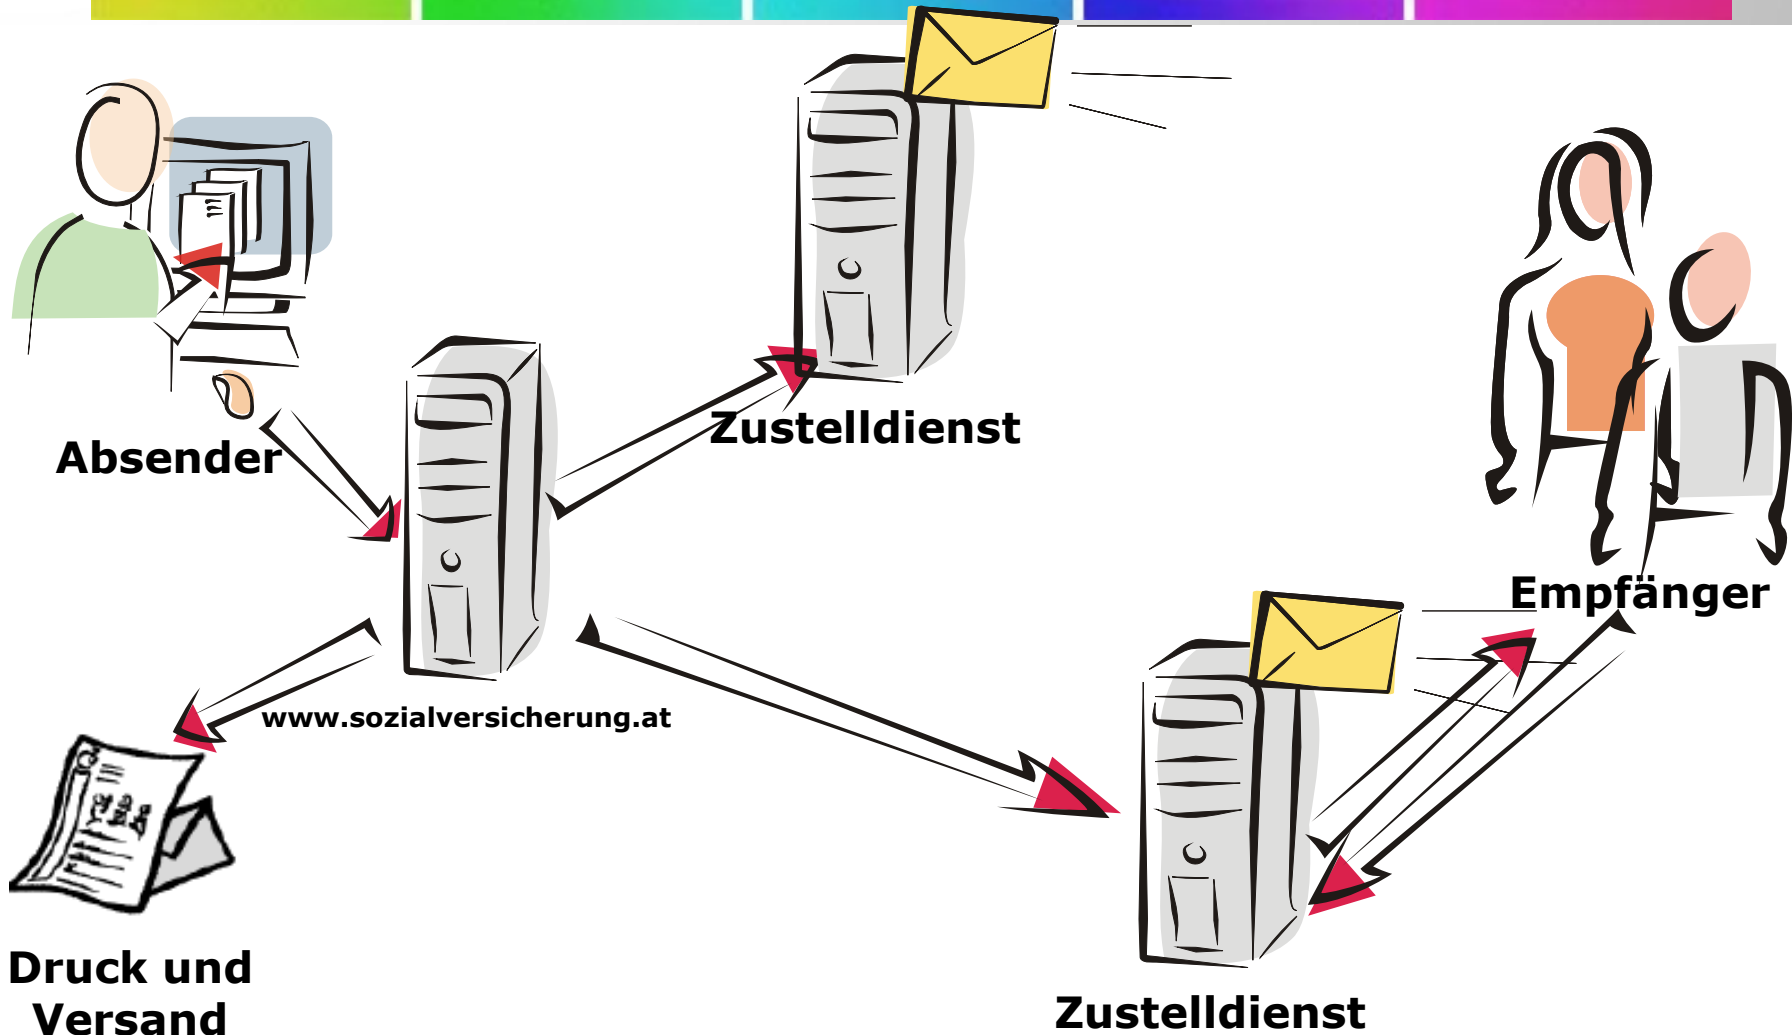 Zustelldienst
Absender
Empfänger
www.sozialversicherung.at
Druck und
Versand
Zustelldienst